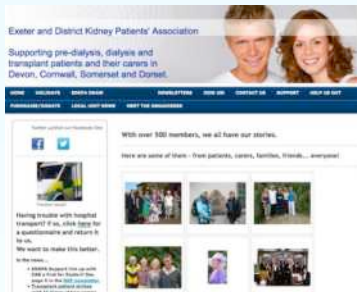 Exeter and District Kidney Patients' Association
Supporting pre-dialysis, dialysis and
transplant patients and their carers in
Devon, Cornwall, Somerset and Dorset.
HOME HOLIDAYS NEWSLETTERS JOIN US! CONTACT US SUPPORT HELP US OUT
FUNDRAISE/DONATE MEET THE ORGANISERS
With over 500 members, we all have our stories.
Here are some of them - from patients, carers, families, friends... everyone!
Having trouble with hospital
transport? If so, click here for
a questionnaire and return it
to us.
We want to make this better.
In the news...